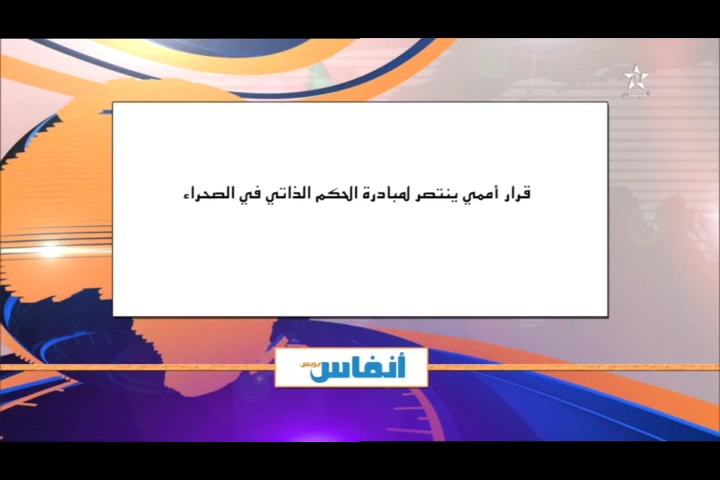 قرار أممي ينتصر لمبادرة الحكم الذاتي في الصحراء
أنفاس بريس